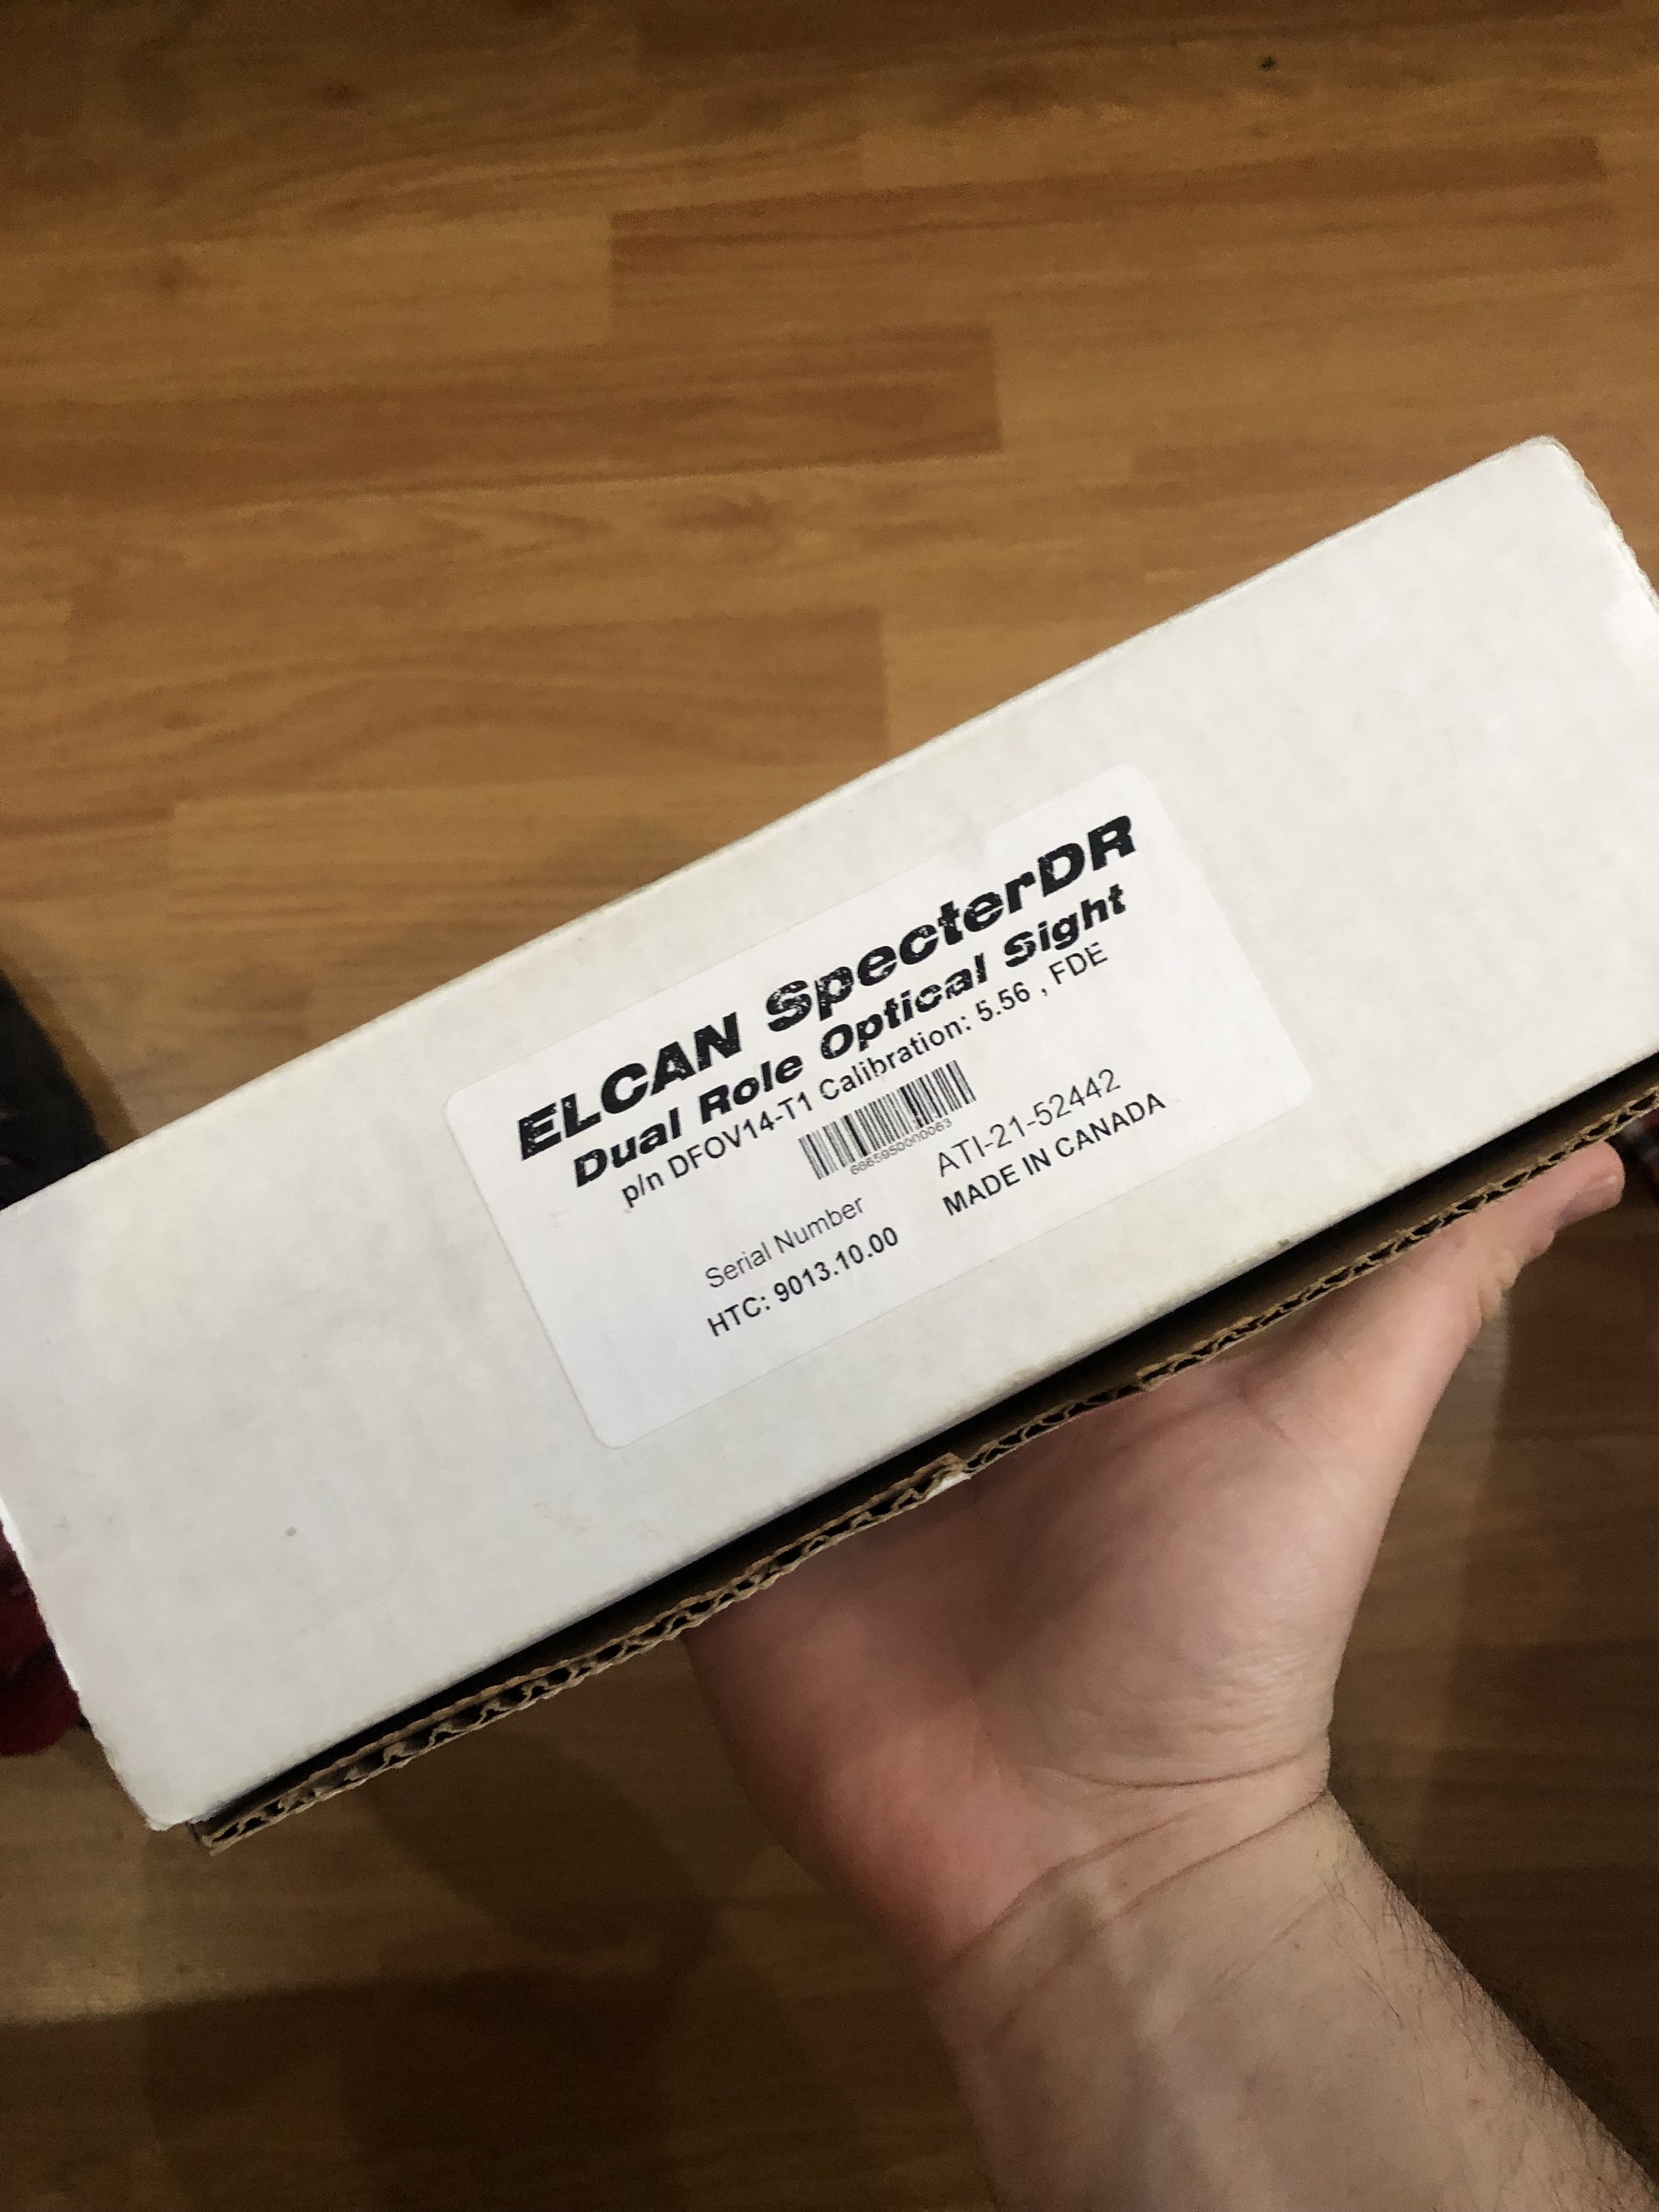 ELCAN SpecterDR
Dual Role Optical Sight
p/n DFOV14-T1 Calibration: 5.56 , FDE
6665950000063
Serial Number ATI-21-52442
HTC: 9013.10.00 MADE IN CANADA